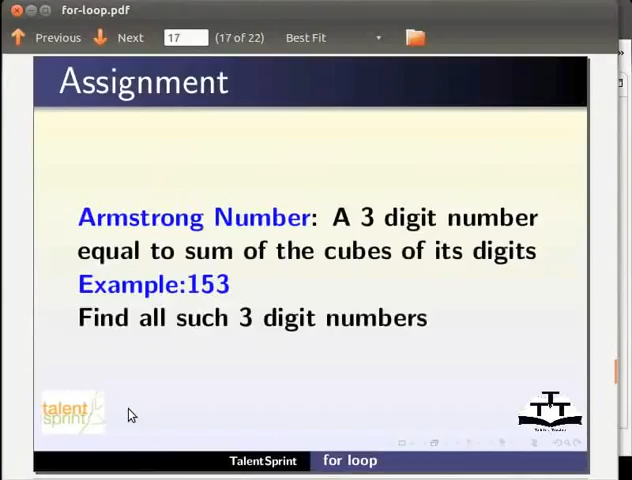 for-loop.pdf
Previous Next 17 (17 of 22) Best Fit
Assignment
Armstrong Number: A 3 digit number
equal to sum of the cubes of its digits
Example:153
Find all such 3 digit numbers
talent
sprint
TalentSprint for loop